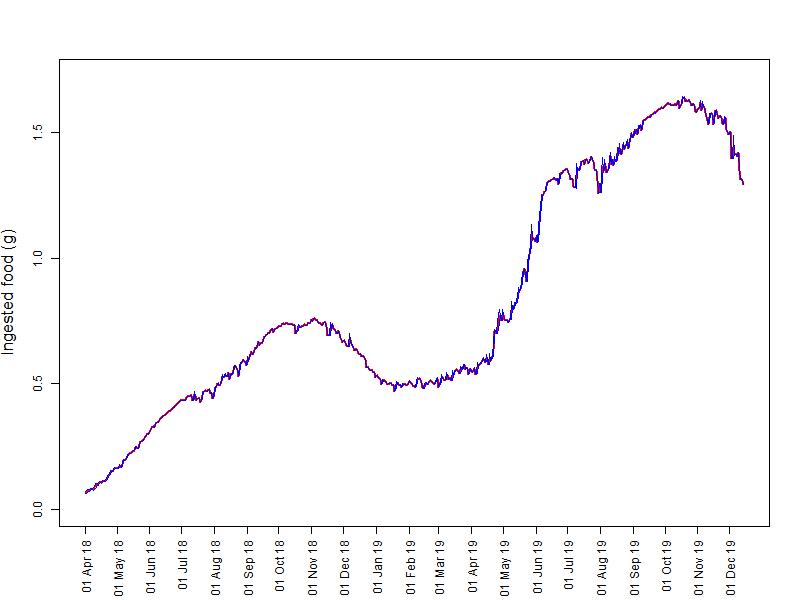 Ingested food (g)
1.5
1.0
0.5
0.0
01 Apr 18
01 May 18
01 Jun 18
01 Jul 18
01 Aug 18
01 Sep 18
01 Oct 18
01 Nov 18
01 Dec 18
01 Jan 19
01 Feb 19
01 Mar 19
01 Apr 19
01 May 19
01 Jun 19
01 Jul 19
01 Aug 19
01 Sep 19
01 Oct 19
01 Nov 19
01 Dec 19